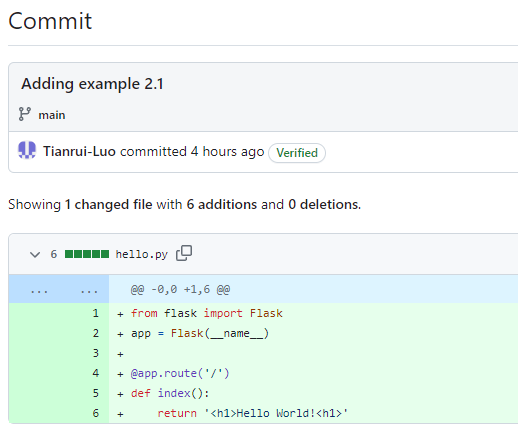 Commit
Adding example 2.1
main
Tianrui-Luo committed 4 hours ago Verified
Showing 1 changed file with 6 additions and 0 deletions.
6 hello.py
... ... @@ -0,0 +1,6 @@
1 + from flask import Flask
2 + app = Flask(__name__)
3 +
4 + @app.route('/')
5 + def index():
6 +     return '<h1>Hello World!<h1>'